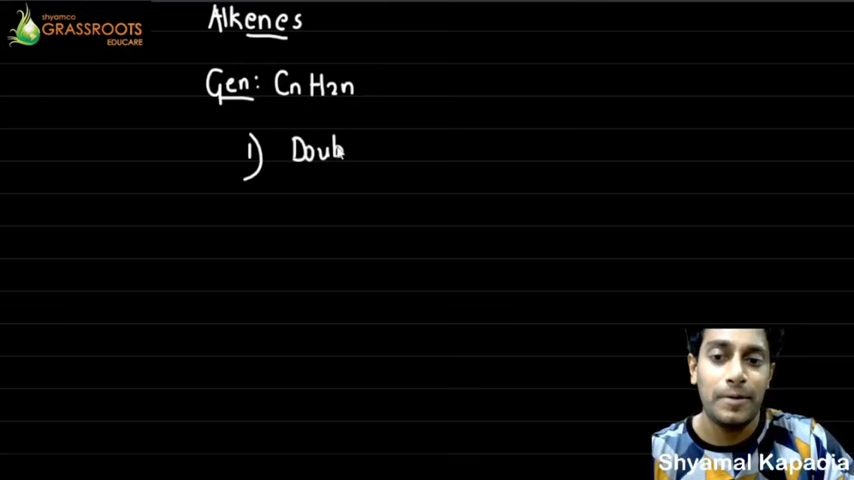 shyamco
GRASSROOTS
EDUCARE
Alkenes
Gen: CnH2n
1) Doub
Shyamal Kapadia